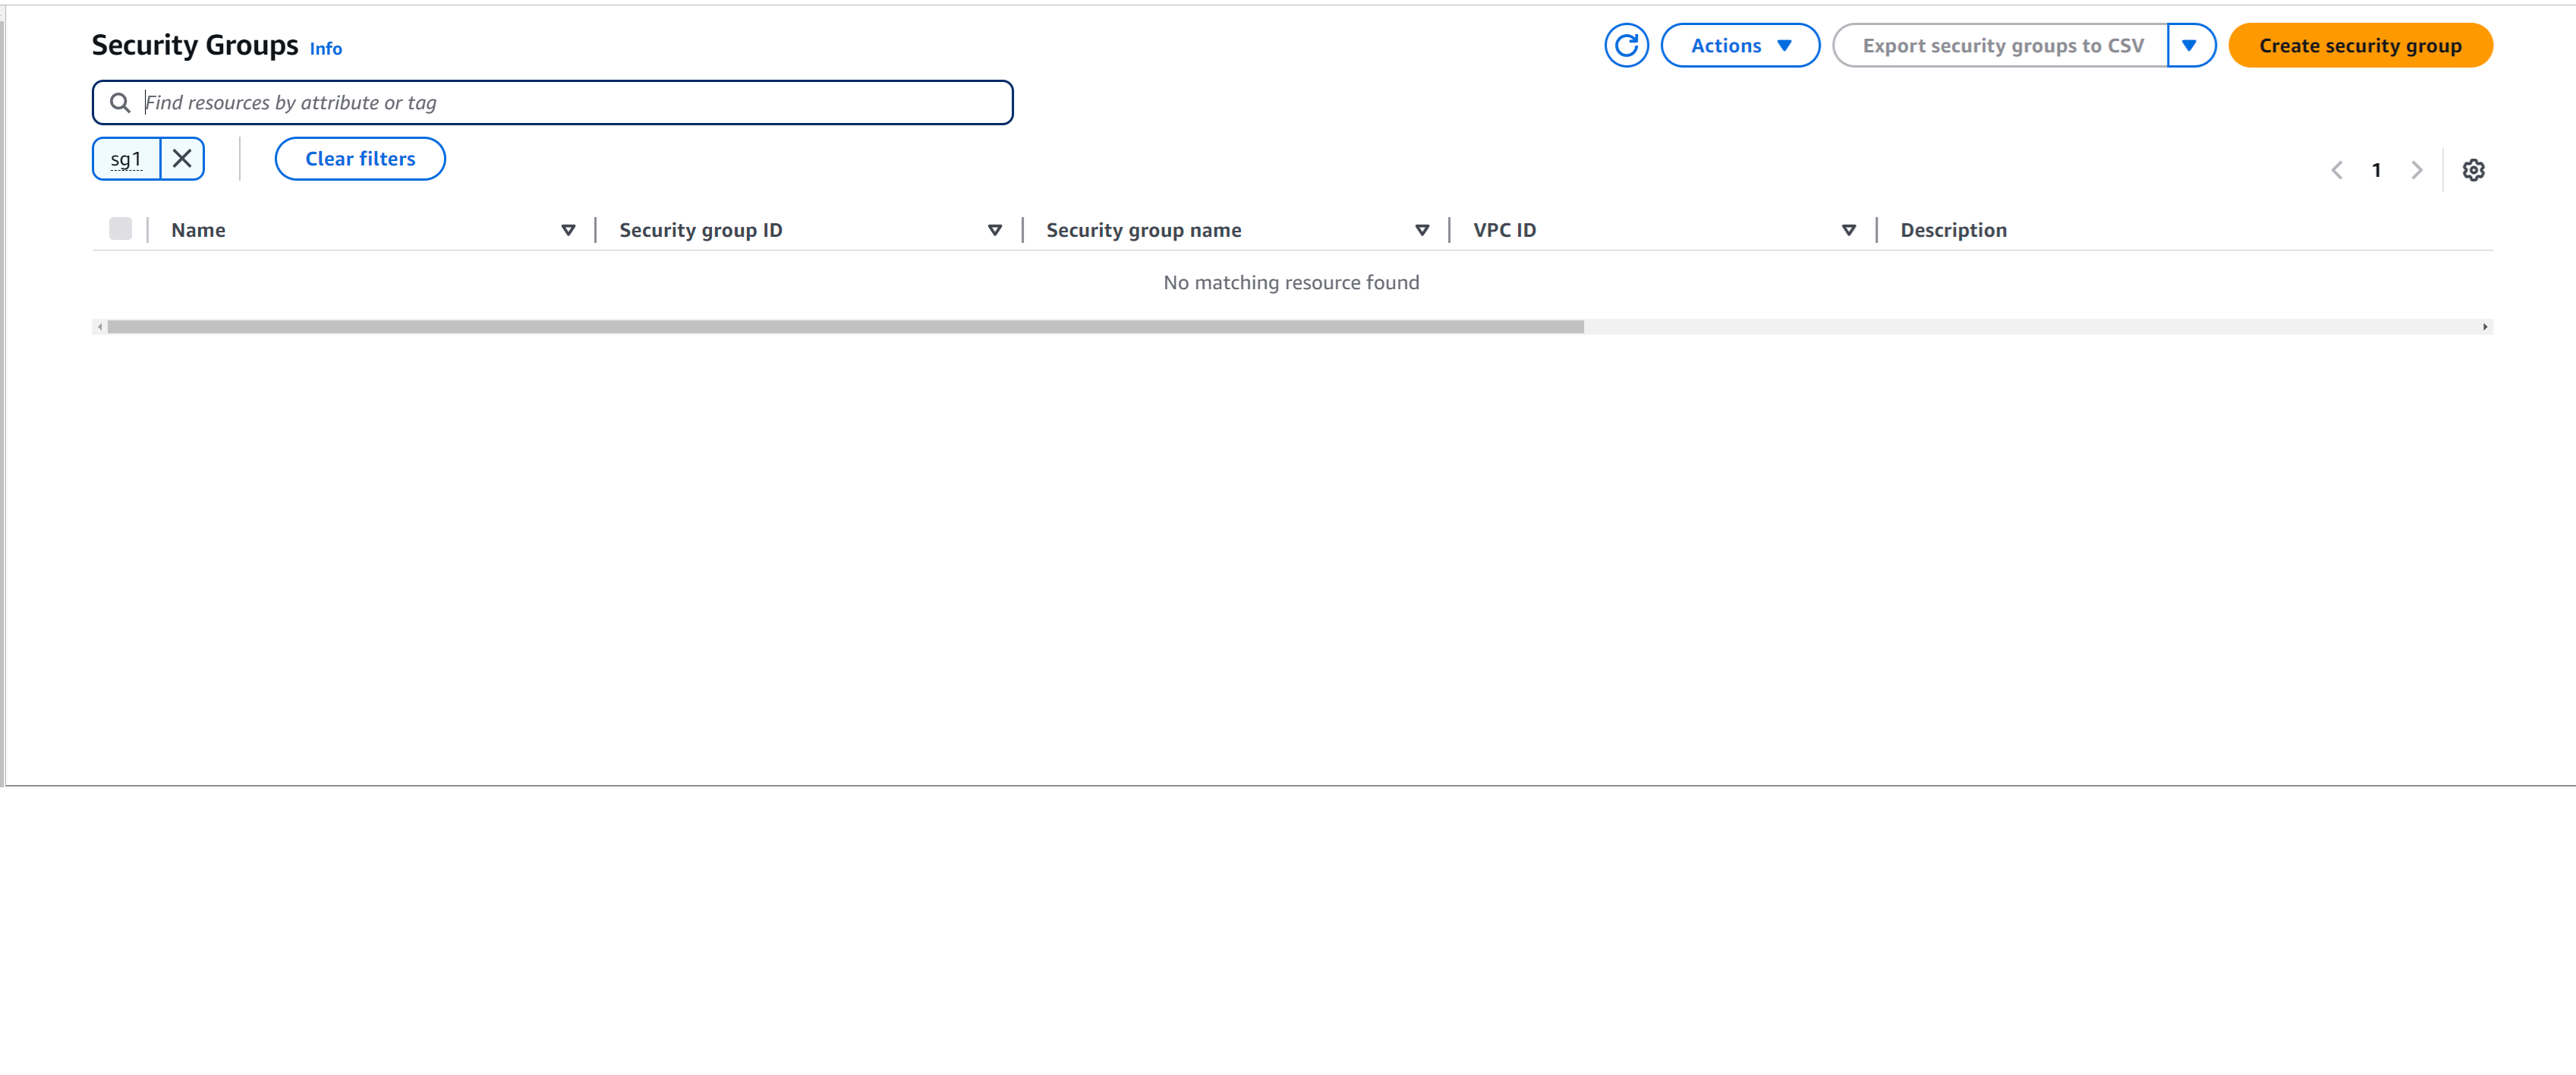 Security Groups Info
Actions
Export security groups to CSV
Create security group
Find resources by attribute or tag
sg1
Clear filters
1
Name
Security group ID
Security group name
VPC ID
Description
No matching resource found